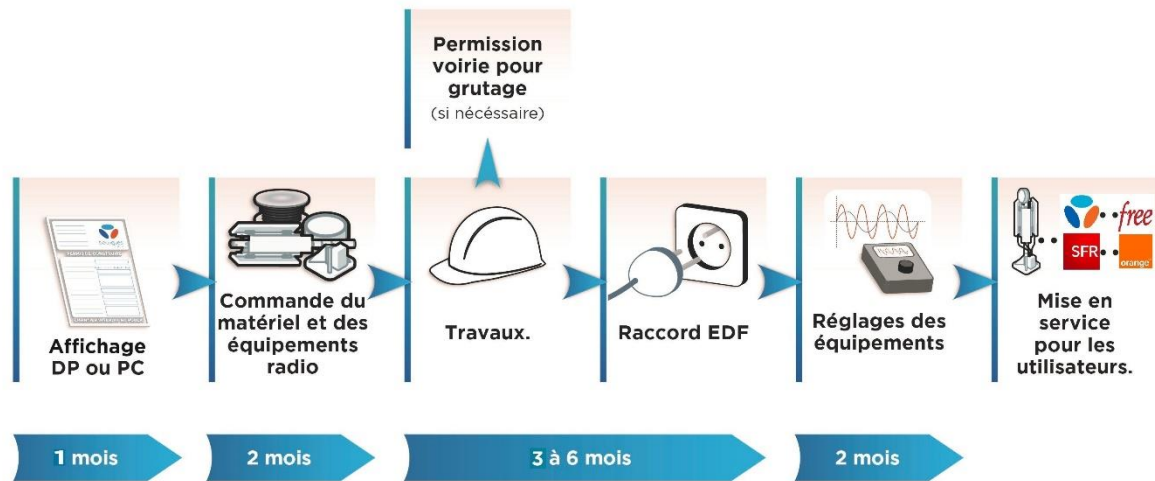 Permission
voirie pour
grutage
(si nécéssaire)
Affichage
DP ou PC
Commande du
matériel et des
équipements
radio
Travaux.
Raccord EDF
Réglages des
équipements
free
SFR
orange
Mise en
service
pour les
utilisateurs.
1 mois
2 mois
3 à 6 mois
2 mois